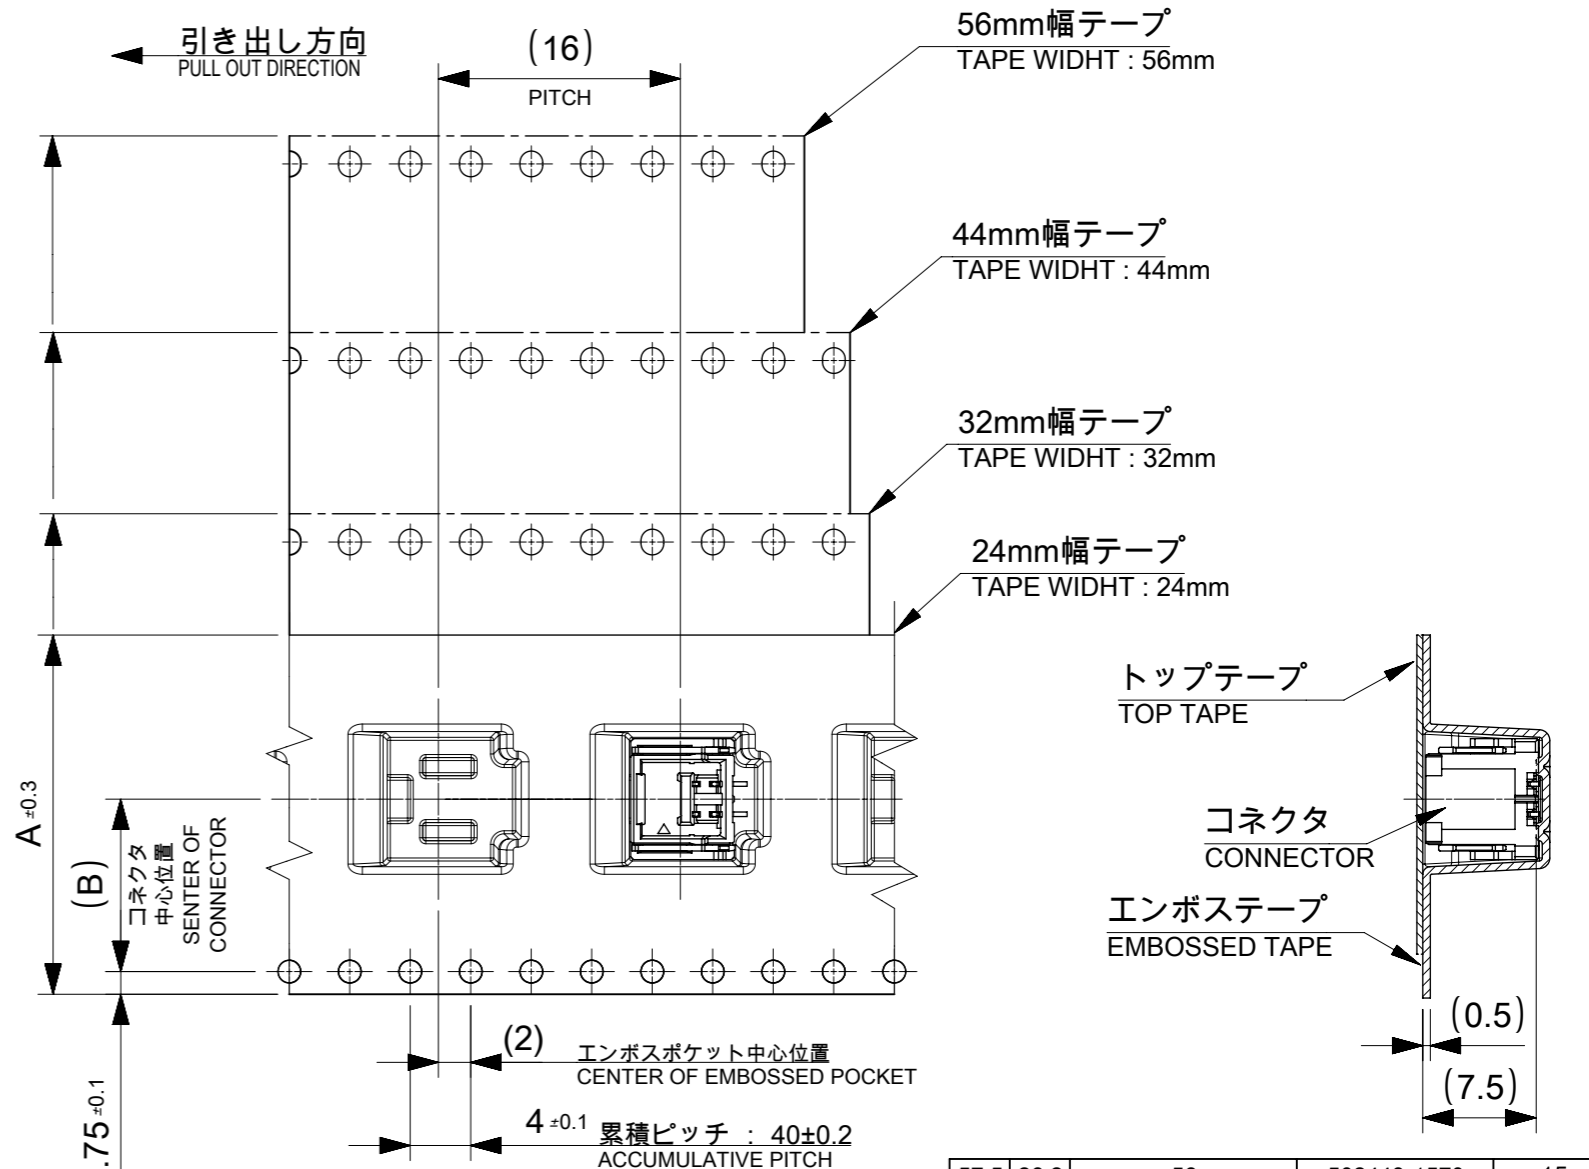 引き出し方向
PULL OUT DIRECTION
(16)
PITCH
56mm幅テープ
TAPE WIDHT : 56mm
44mm幅テープ
TAPE WIDHT : 44mm
32mm幅テープ
TAPE WIDHT : 32mm
24mm幅テープ
TAPE WIDHT : 24mm
トップテープ
TOP TAPE
コネクタ
CONNECTOR
エンボステープ
EMBOSSED TAPE
(0.5)
(7.5)
A ±0.3
(B)
コネクタ
中心位置
SENTER OF
CONNECTOR
.75 ±0.1
(2)
エンボスポケット中心位置
CENTER OF EMBOSSED POCKET
4 ±0.1
累積ピッチ : 40±0.2
ACCUMULATIVE PITCH